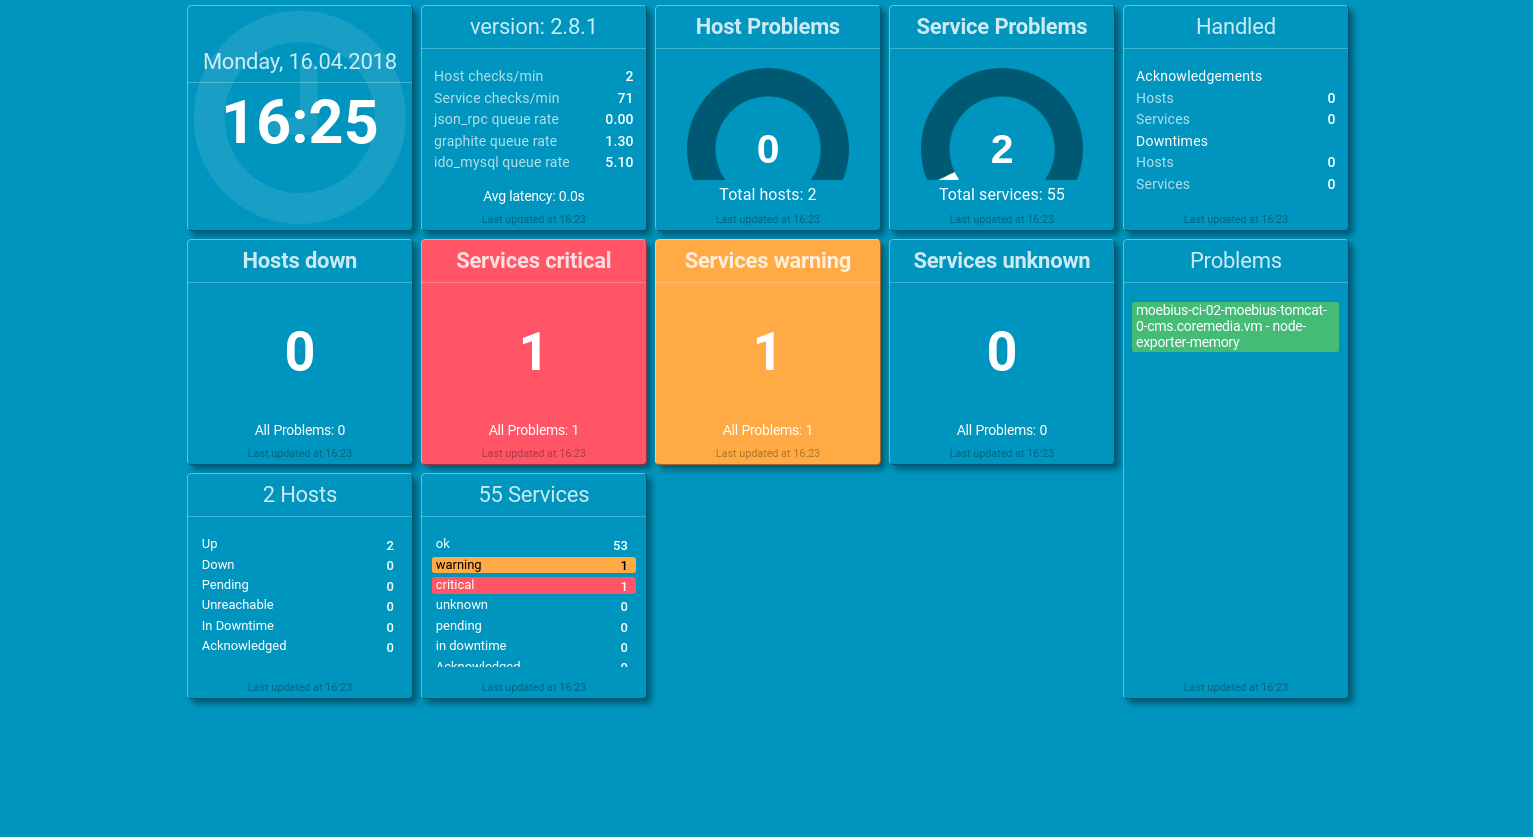 Monday, 16.04.2018
16:25
version: 2.8.1
Host checks/min 2
Service checks/min 71
json_rpc queue rate 0.00
graphite queue rate 1.30
ido_mysql queue rate 5.10
Avg latency: 0.0s
Last updated at 16:23
Host Problems
0
Total hosts: 2
Last updated at 16:23
Service Problems
2
Total services: 55
Last updated at 16:23
Handled
Acknowledgements
Hosts 0
Services 0
Downtimes
Hosts 0
Services 0
Last updated at 16:23
Hosts down
0
All Problems: 0
Last updated at 16:23
Services critical
1
All Problems: 1
Last updated at 16:23
Services warning
1
All Problems: 1
Last updated at 16:23
Services unknown
0
All Problems: 0
Last updated at 16:23
Problems
moebius-ci-02-moebius-tomcat-
0-cms.coremedia.vm - node-
exporter-memory
Last updated at 16:23
2 Hosts
Up 2
Down 0
Pending 0
Unreachable 0
In Downtime 0
Acknowledged 0
Last updated at 16:23
55 Services
ok 53
warning 1
critical 1
unknown 0
pending 0
in downtime 0
Acknowledged 0
Last updated at 16:23